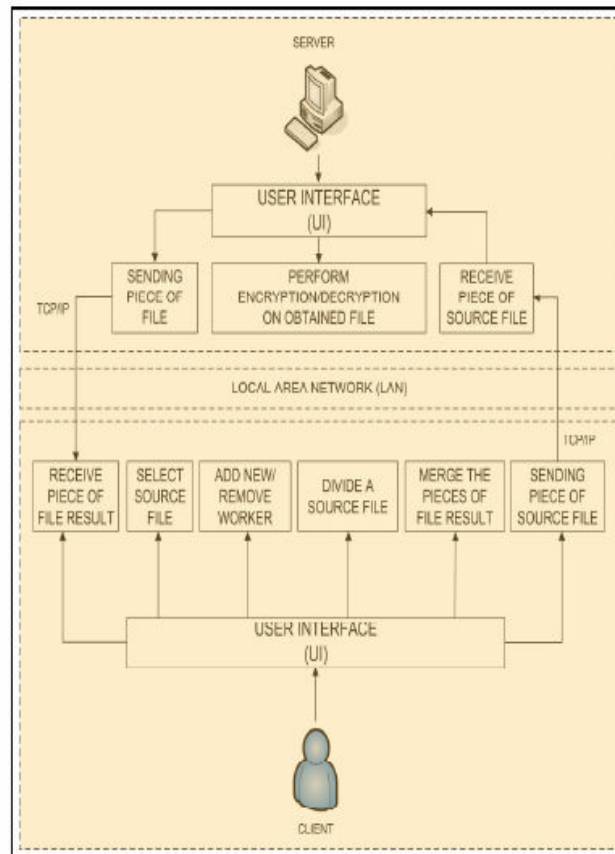 SERVER
USER INTERFACE
(UI)
SENDING
PIECE OF
FILE
PERFORM
ENCRYPTION/DECRYPTION
ON OBTAINED FILE
RECEIVE
PIECE OF
SOURCE FILE
TCP/IP
LOCAL AREA NETWORK (LAN)
TCP/IP
RECEIVE
PIECE OF
FILE RESULT
SELECT
SOURCE
FILE
ADD NEW/
REMOVE
WORKER
DIVIDE A
SOURCE FILE
MERGE THE
PIECES OF
FILE RESULT
SENDING
PIECE OF
SOURCE FILE
USER INTERFACE
(UI)
CLIENT